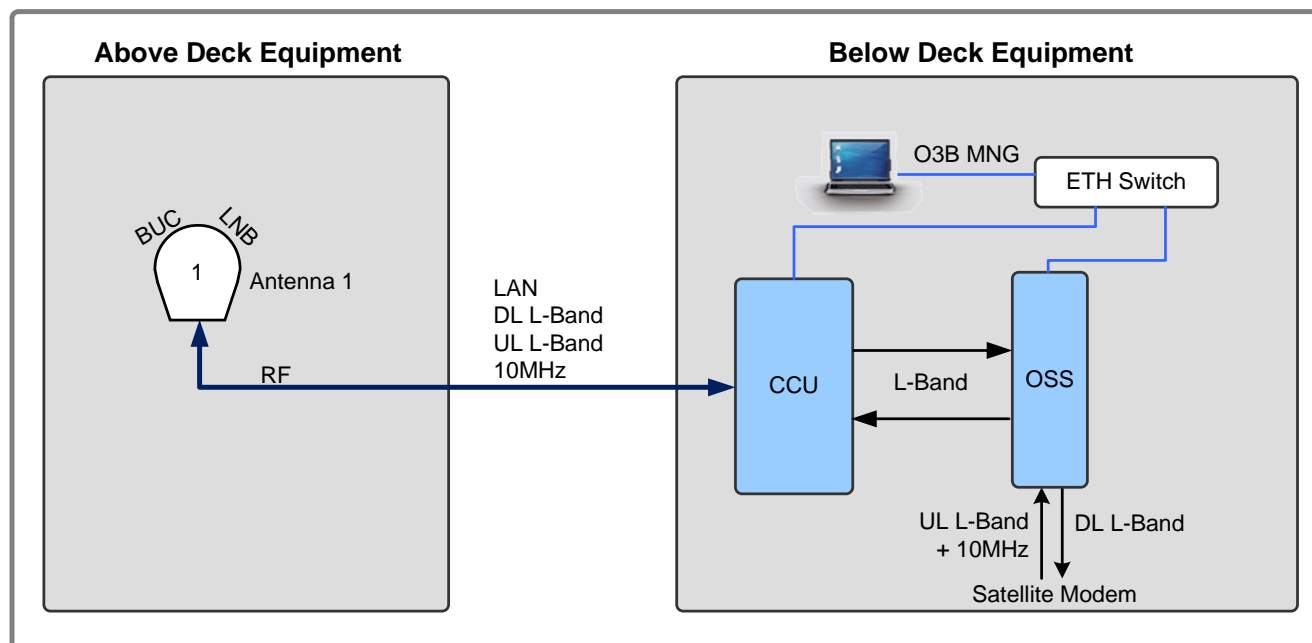 Above Deck Equipment
Below Deck Equipment
O3B MNG
ETH Switch
BUC
LNB
1
Antenna 1
LAN
DL L-Band
UL L-Band
10MHz
RF
CCU
L-Band
OSS
UL L-Band
+ 10MHz
DL L-Band
Satellite Modem